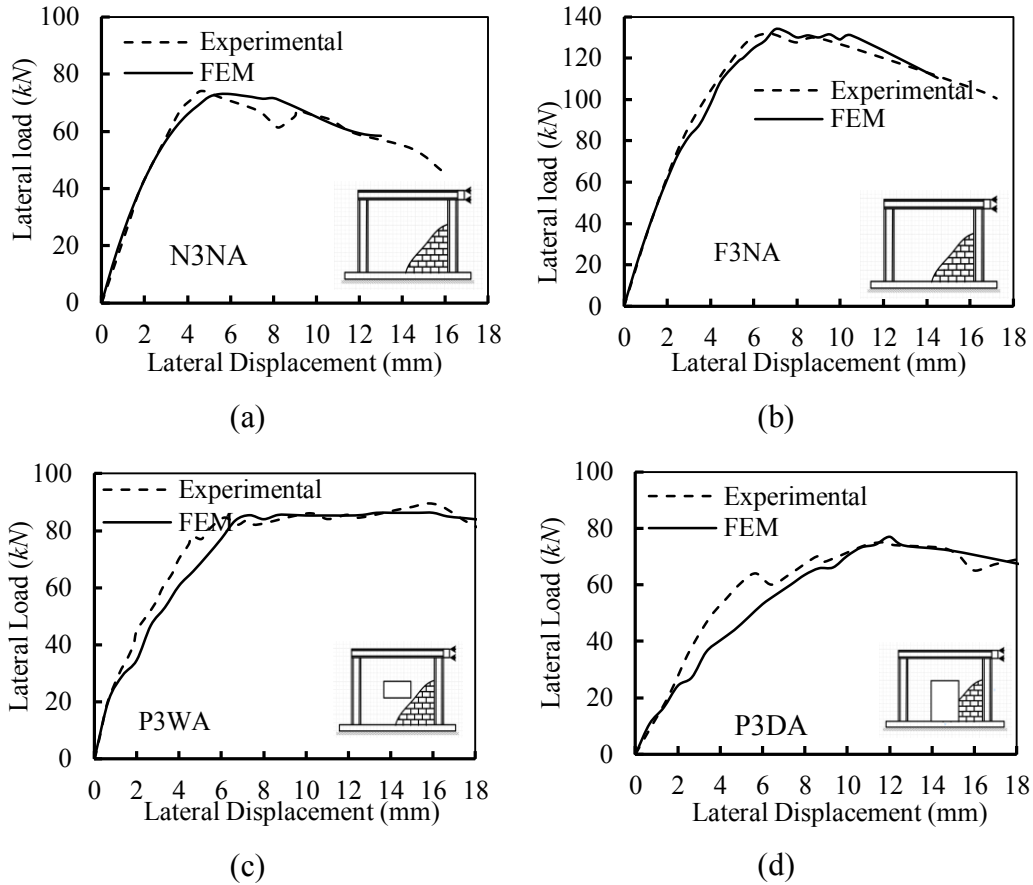 100
80
60
40
20
0
0 2 4 6 8 10 12 14 16 18
Lateral load (kN)
Lateral Displacement (mm)
Experimental
FEM
N3NA
(a)
140
120
100
80
60
40
20
0
0 2 4 6 8 10 12 14 16 18
Lateral load (kN)
Lateral Displacement (mm)
Experimental
FEM
F3NA
(b)
100
80
60
40
20
0
0 2 4 6 8 10 12 14 16 18
Lateral Load (kN)
Lateral Displacement (mm)
Experimental
FEM
P3WA
(c)
100
80
60
40
20
0
0 2 4 6 8 10 12 14 16 18
Lateral Load (kN)
Lateral Displacement (mm)
Experimental
FEM
P3DA
(d)